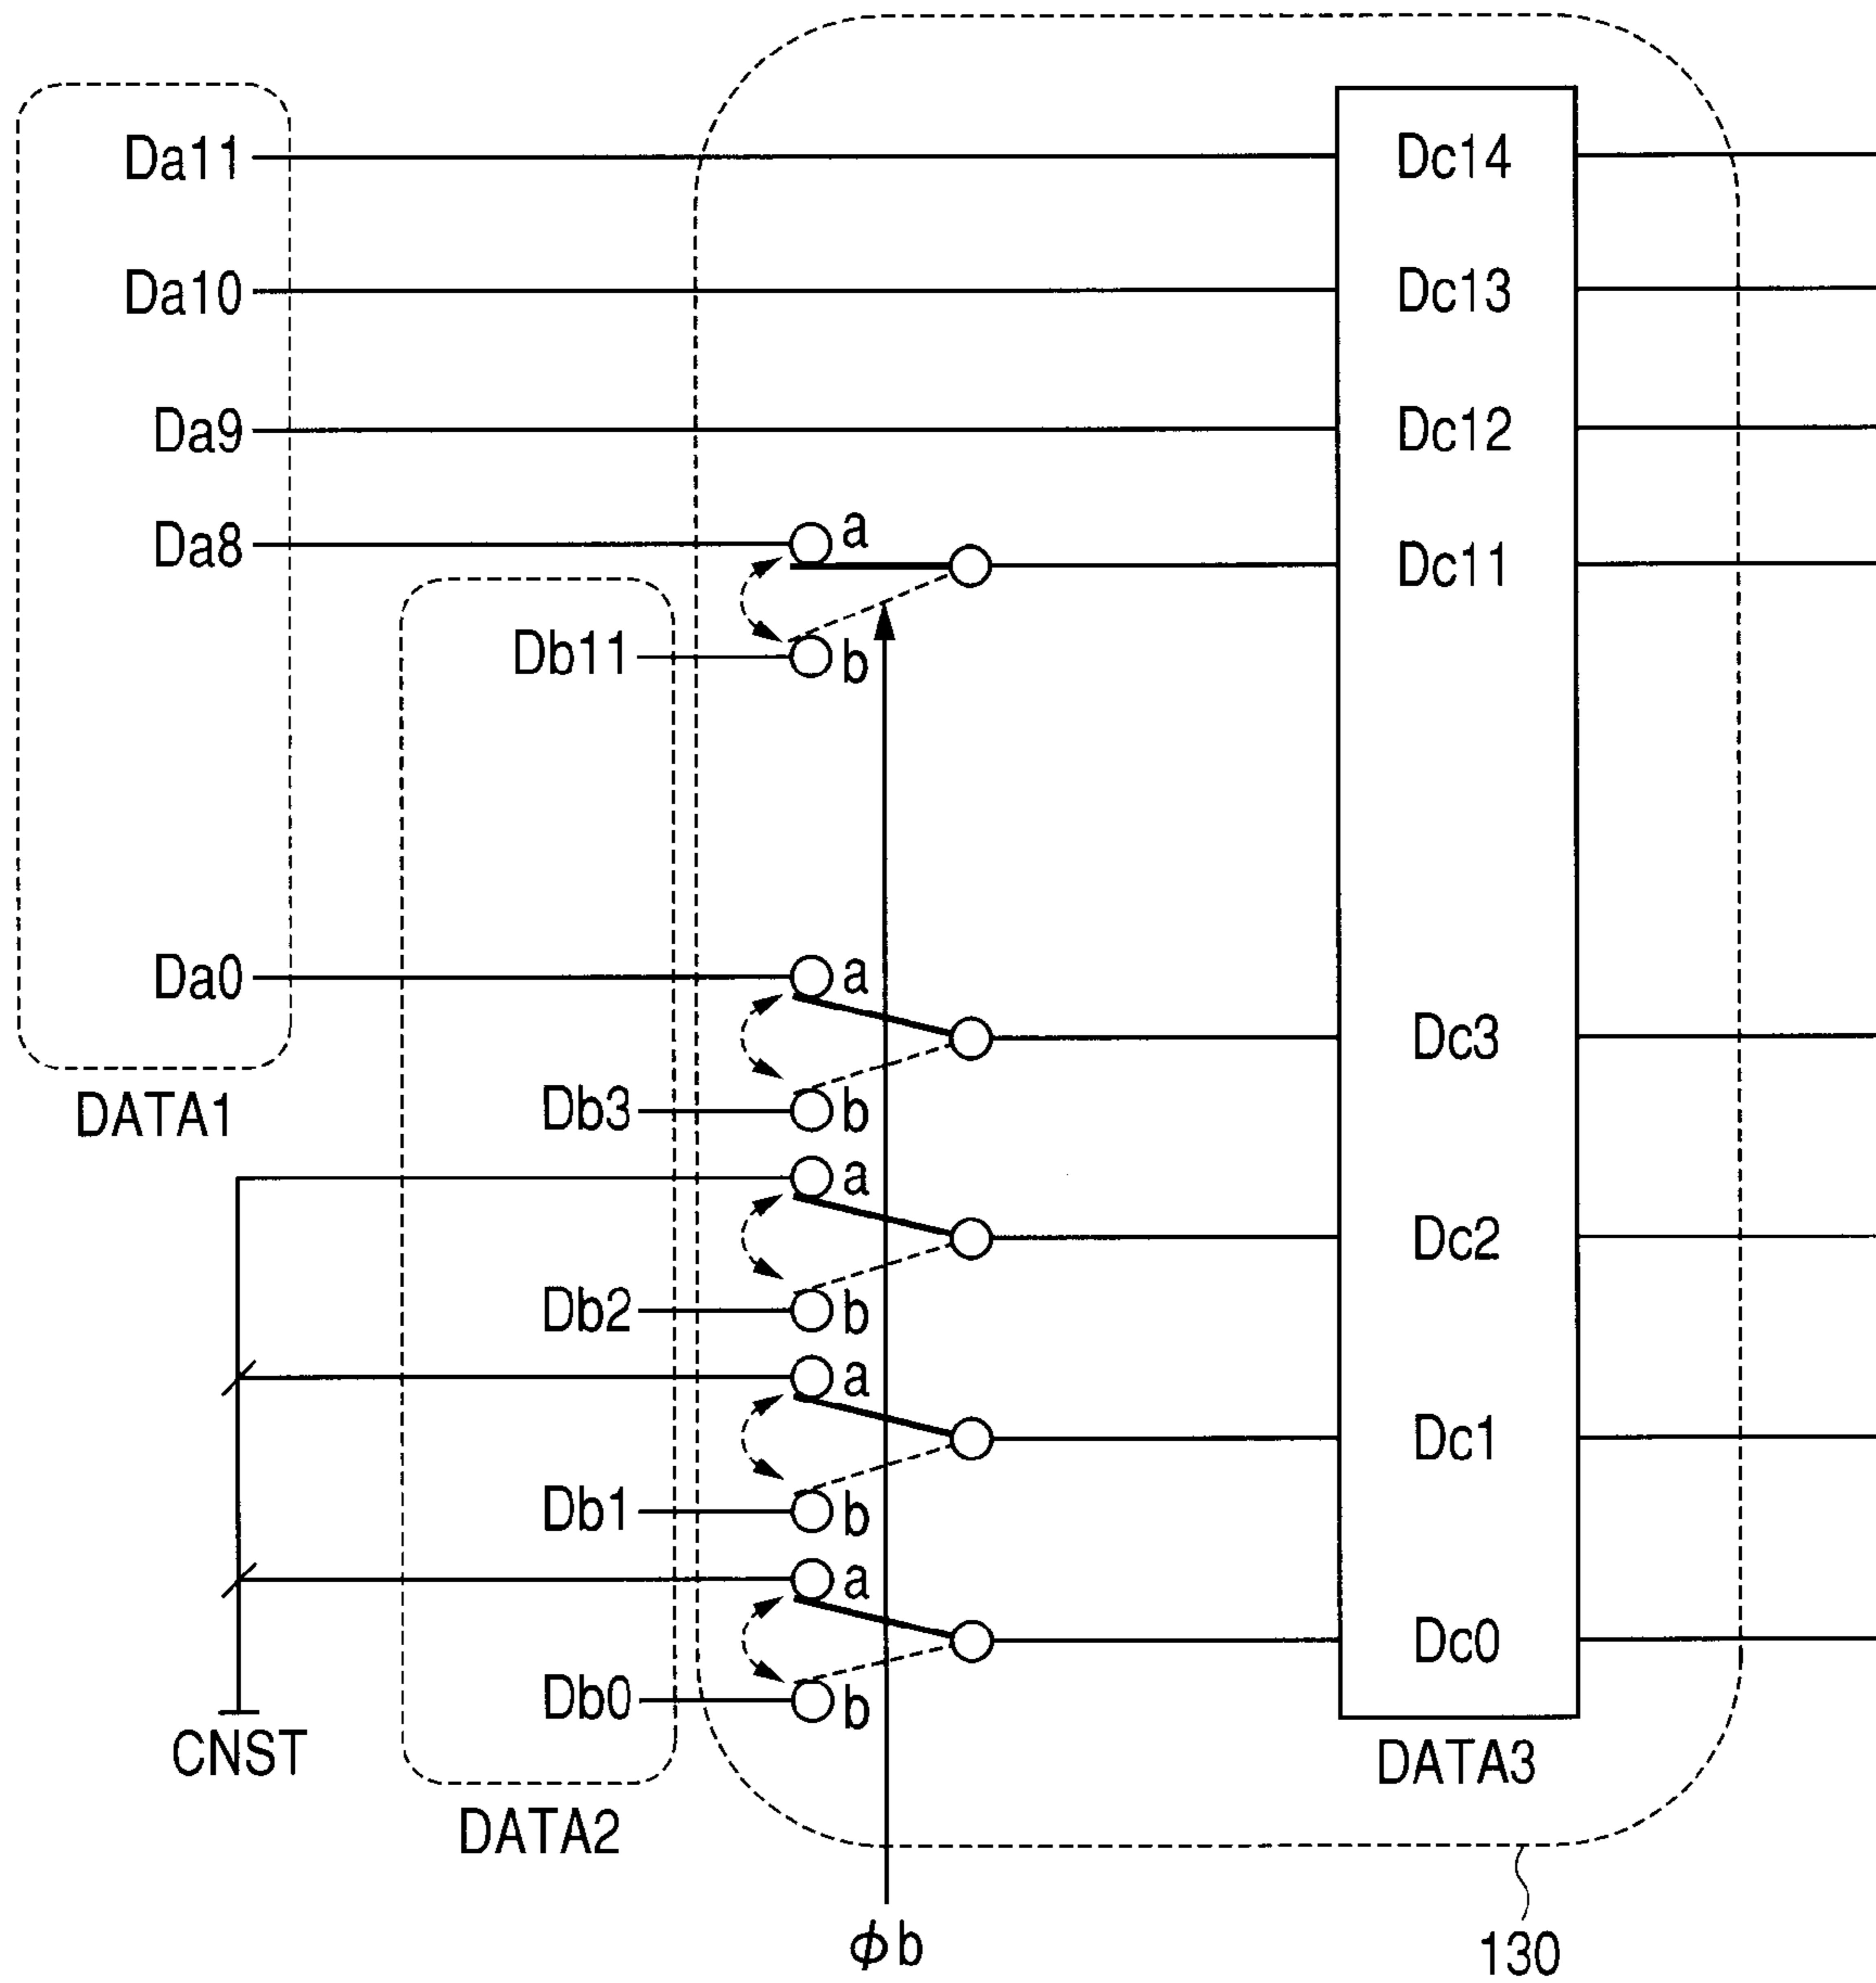 Da11 Dc14
Da10 Dc13
Da9 Dc12
Da8 a Dc11
Db11 b
Da0 a Dc3
DATA1 Db3 b
a Dc2
Db2 b
a Dc1
Db1 b
a Dc0
Db0 b
CNST DATA3
DATA2
ϕb 130